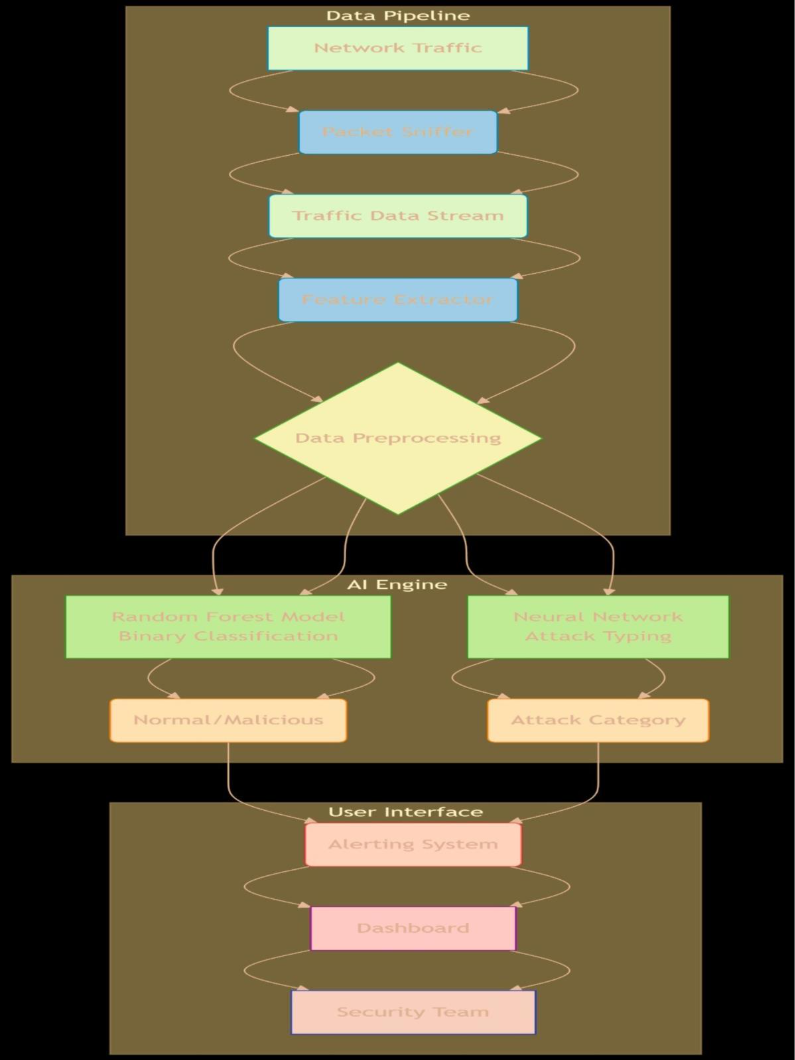 Data Pipeline
Network Traffic
Packet Sniffer
Traffic Data Stream
Feature Extractor
Data Preprocessing
AI Engine
Random Forest Model
Binary Classification
Neural Network
Attack Typing
Normal/Malicious
Attack Category
User Interface
Alerting System
Dashboard
Security Team